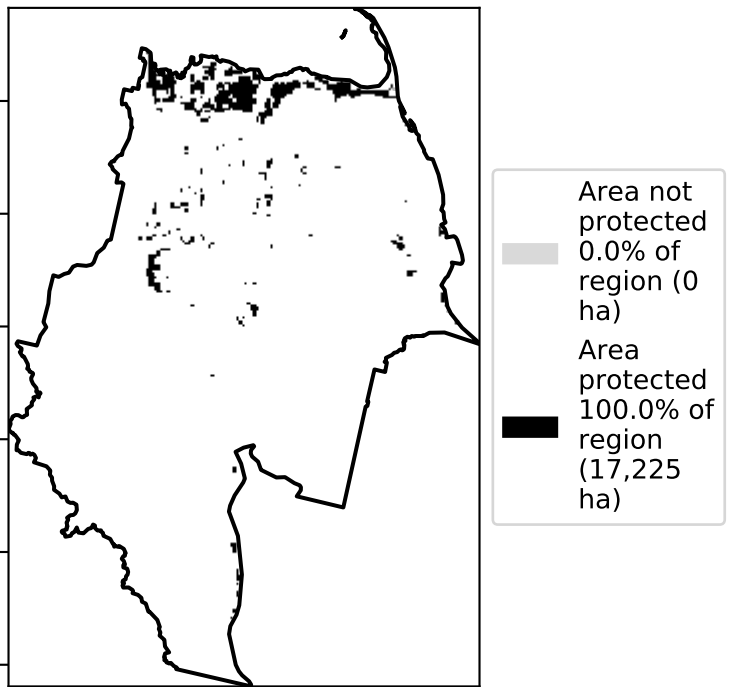 Area not
protected
0.0% of
region (0
ha)
Area
protected
100.0% of
region
(17,225
ha)